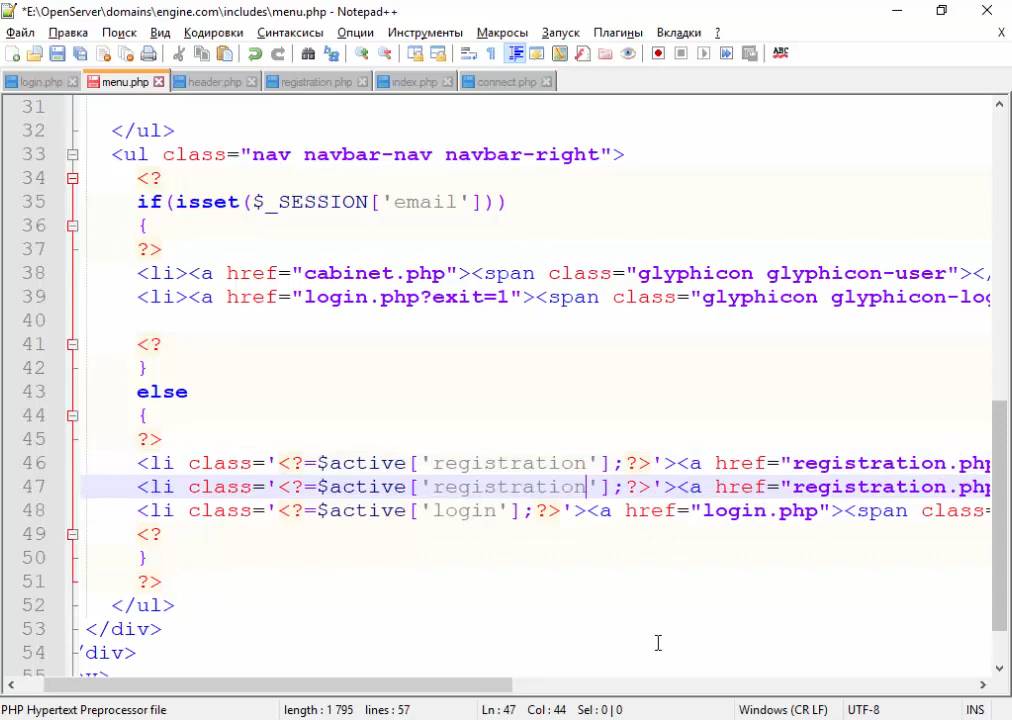 *E:\OpenServer\domains\engine.com\includes\menu.php - Notepad++
Файл Правка Поиск Вид Кодировки Синтаксисы Опции Инструменты Макросы Запуск Плагины Вкладки ? X
ABC
login.php menu.php header.php registration.php index.php connect.php
31
32 </ul>
33 <ul class="nav navbar-nav navbar-right">
34 <?
35 if(isset($_SESSION['email']))
36 {
37 ?>
38 <li><a href="cabinet.php"><span class="glyphicon glyphicon-user"></
39 <li><a href="login.php?exit=1"><span class="glyphicon glyphicon-log
40
41 <?
42 }
43 else
44 {
45 ?>
46 <li class='<?=$active['registration'];?>'><a href="registration.php
47 <li class='<?=$active['registration'];?>'><a href="registration.php
48 <li class='<?=$active['login'];?>'><a href="login.php"><span class=
49 <?
50 }
51 ?>
52 </ul>
53 </div>
54 /div>
55 v>
PHP Hypertext Preprocessor file length : 1 795 lines : 57 Ln : 47 Col : 44 Sel : 0 | 0 Windows (CR LF) UTF-8 INS